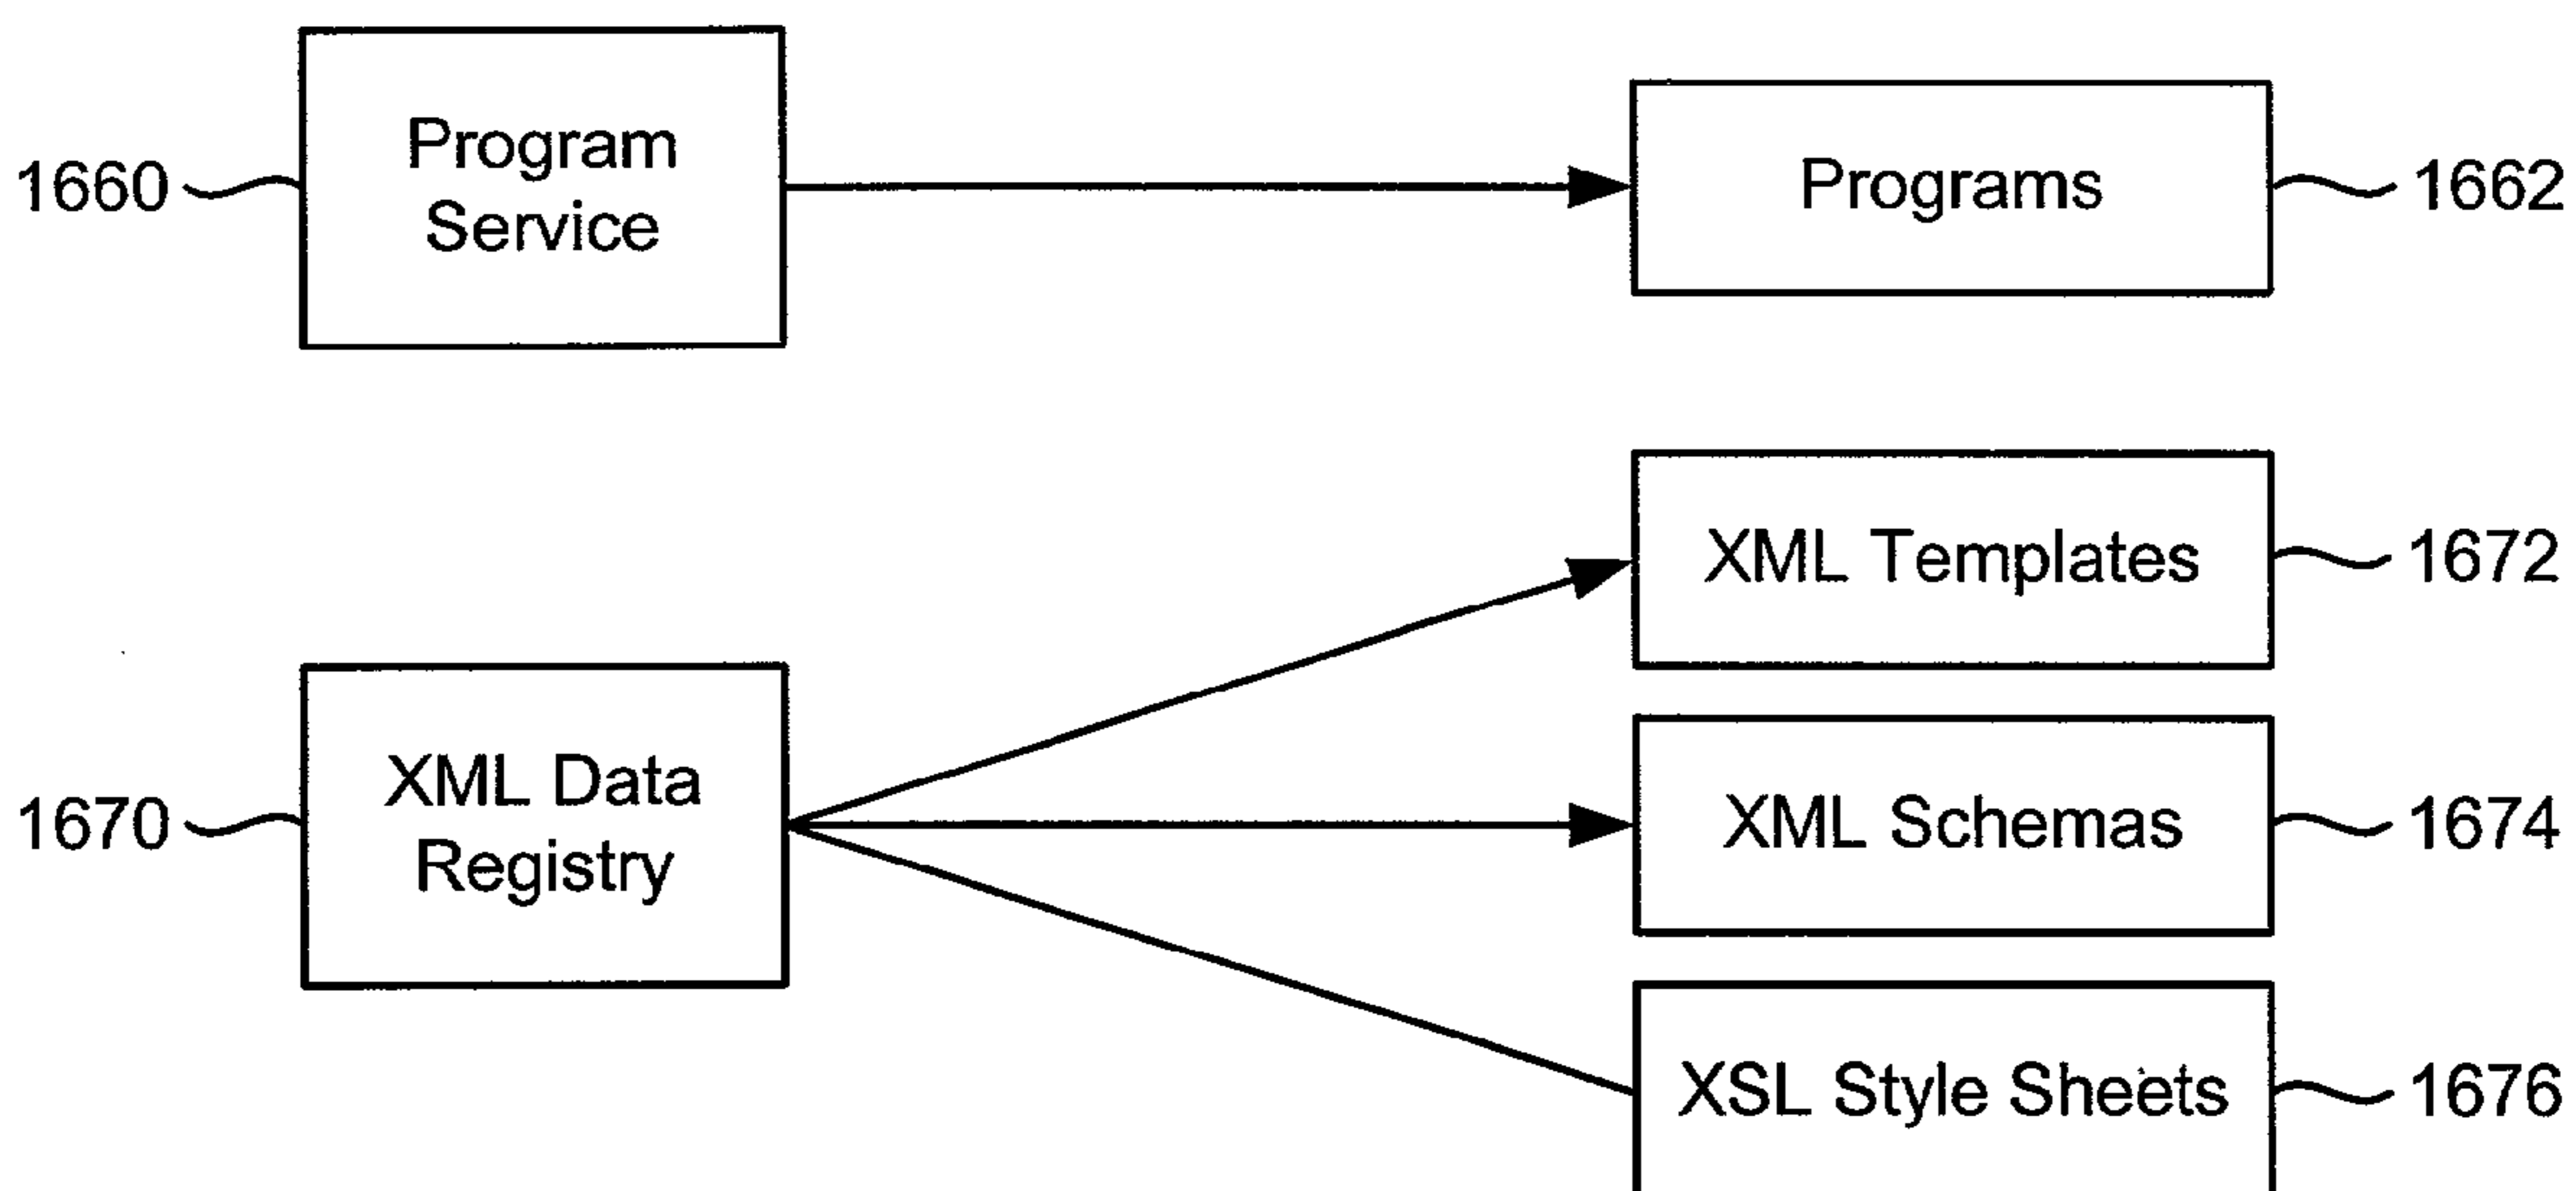 1660
Program
Service
Programs
1662
XML Templates
1672
1670
XML Data
Registry
XML Schemas
1674
XSL Style Sheets
1676